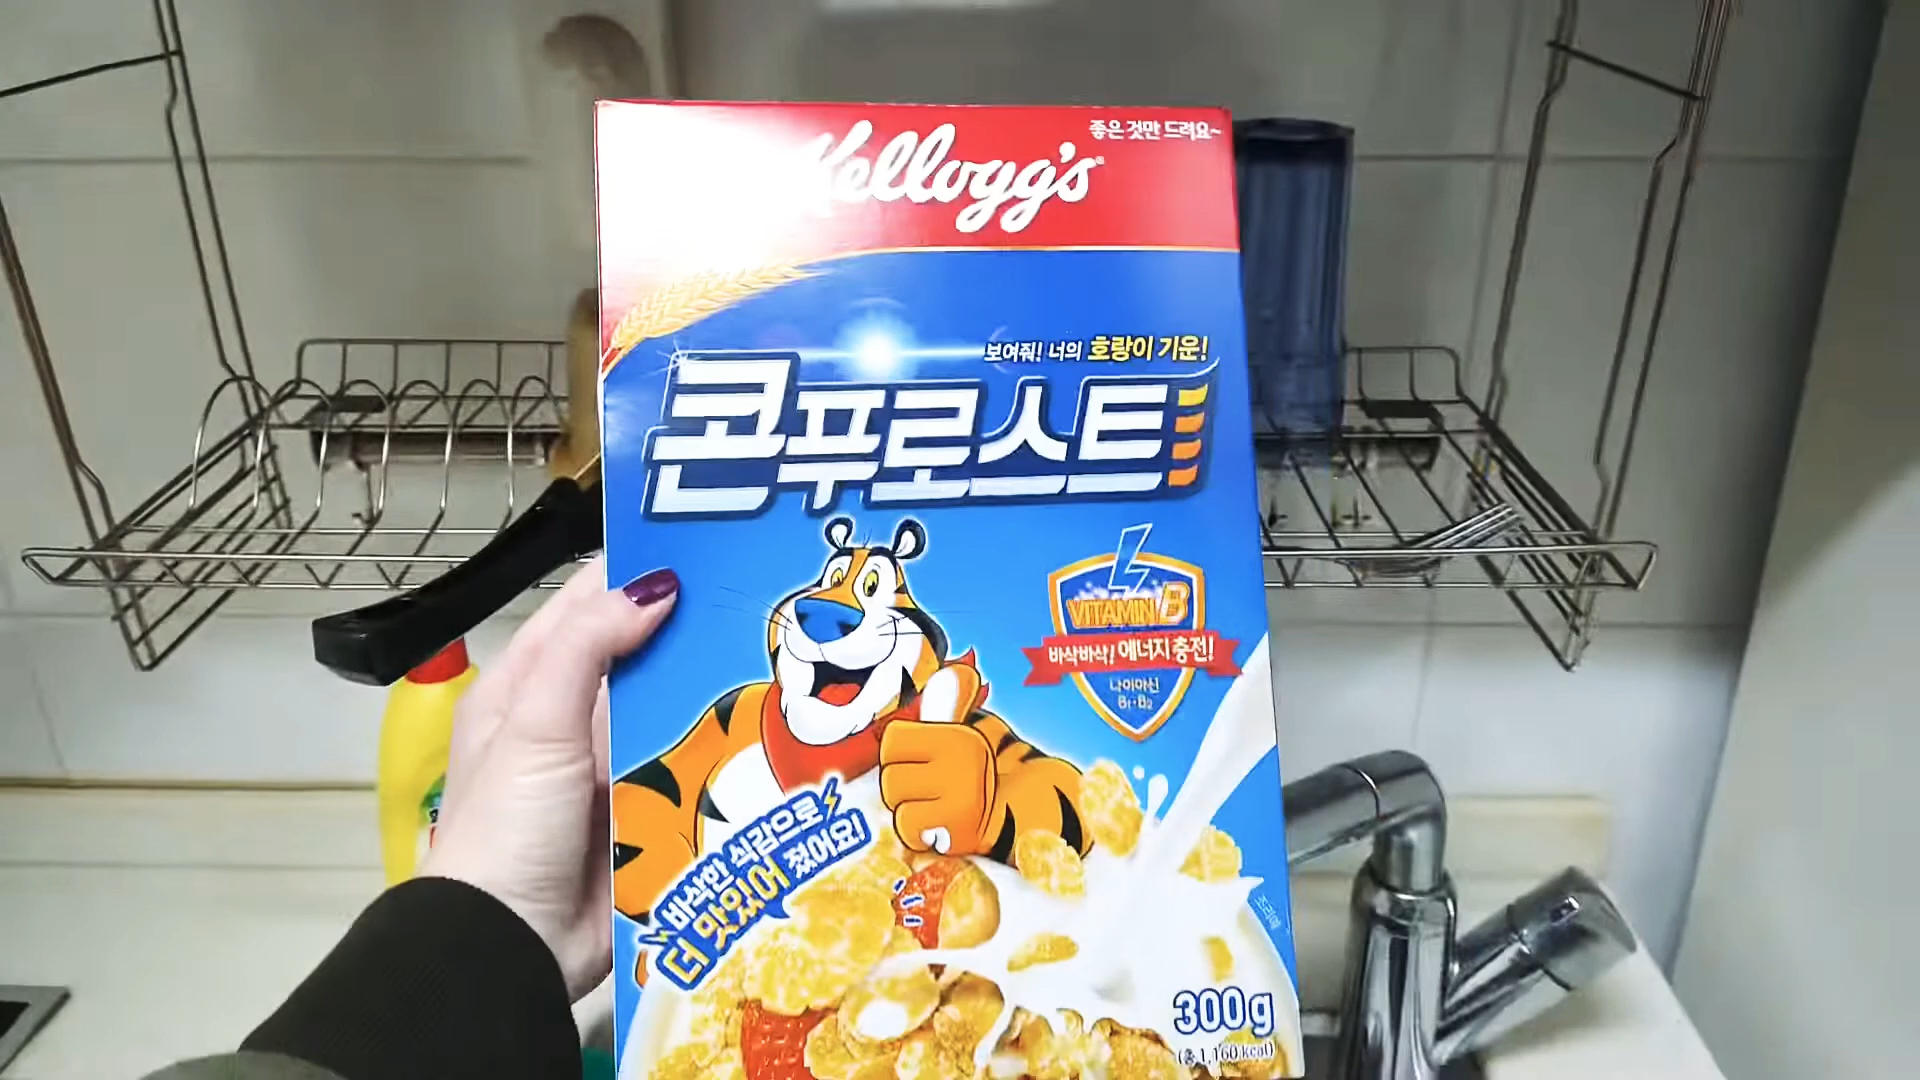 좋은 것만 드려요~
Kellogg's
보여줘! 너의 호랑이 기운!
콘푸로스트
VITAMIN B
바삭바삭! 에너지 충전!
나이아신
B₁·B₂
바삭한 식감으로
더 맛있어 졌어요!
300 g
(총 1,160 kcal)